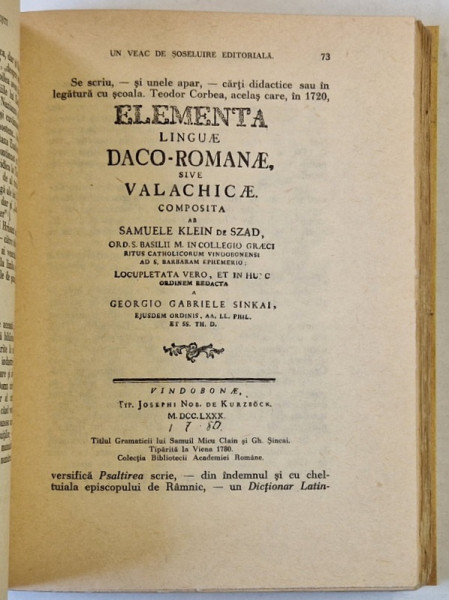 UN VEAC DE ȘOSELUIRE EDITORIALĂ. 73
Se scriu, — și unele apar, — cărți didactice sau în
legătură cu școala. Teodor Corbea, acelaș care, în 1720,
ELEMENTA
LINGUÆ
DACO-ROMANÆ,
SIVE
VALACHICÆ.
COMPOSITA
AB
SAMUELE KLEIN DE SZAD,
ORD. S. BASILII M. IN COLLEGIO GRÆCI
RITUS CATHOLICORUM VINDOBONENSI
AD S. BARBARAM EPHEMERIO;
LOCUPLETATA VERO, ET IN HUNC
ORDINEM REDACTA
A
GEORGIO GABRIELE SINKAI,
EJUSDEM ORDINIS, AA. LL. PHIL.
ET SS. TH. D.
VINDOBONÆ,
TYP. JOSEPHI NOB. DE KURZBÖCK.
M.DCC.LXXX.
1780.
Titlul Gramaticii lui Samuil Micu Clain și Gh. Șincai.
Tipărită la Viena 1780.
Colecția Bibliotecii Academiei Române.
versifică Psaltirea scrie, — din îndemnul și cu chel-
tuiala episcopului de Râmnic, — un Dicționar Latin-